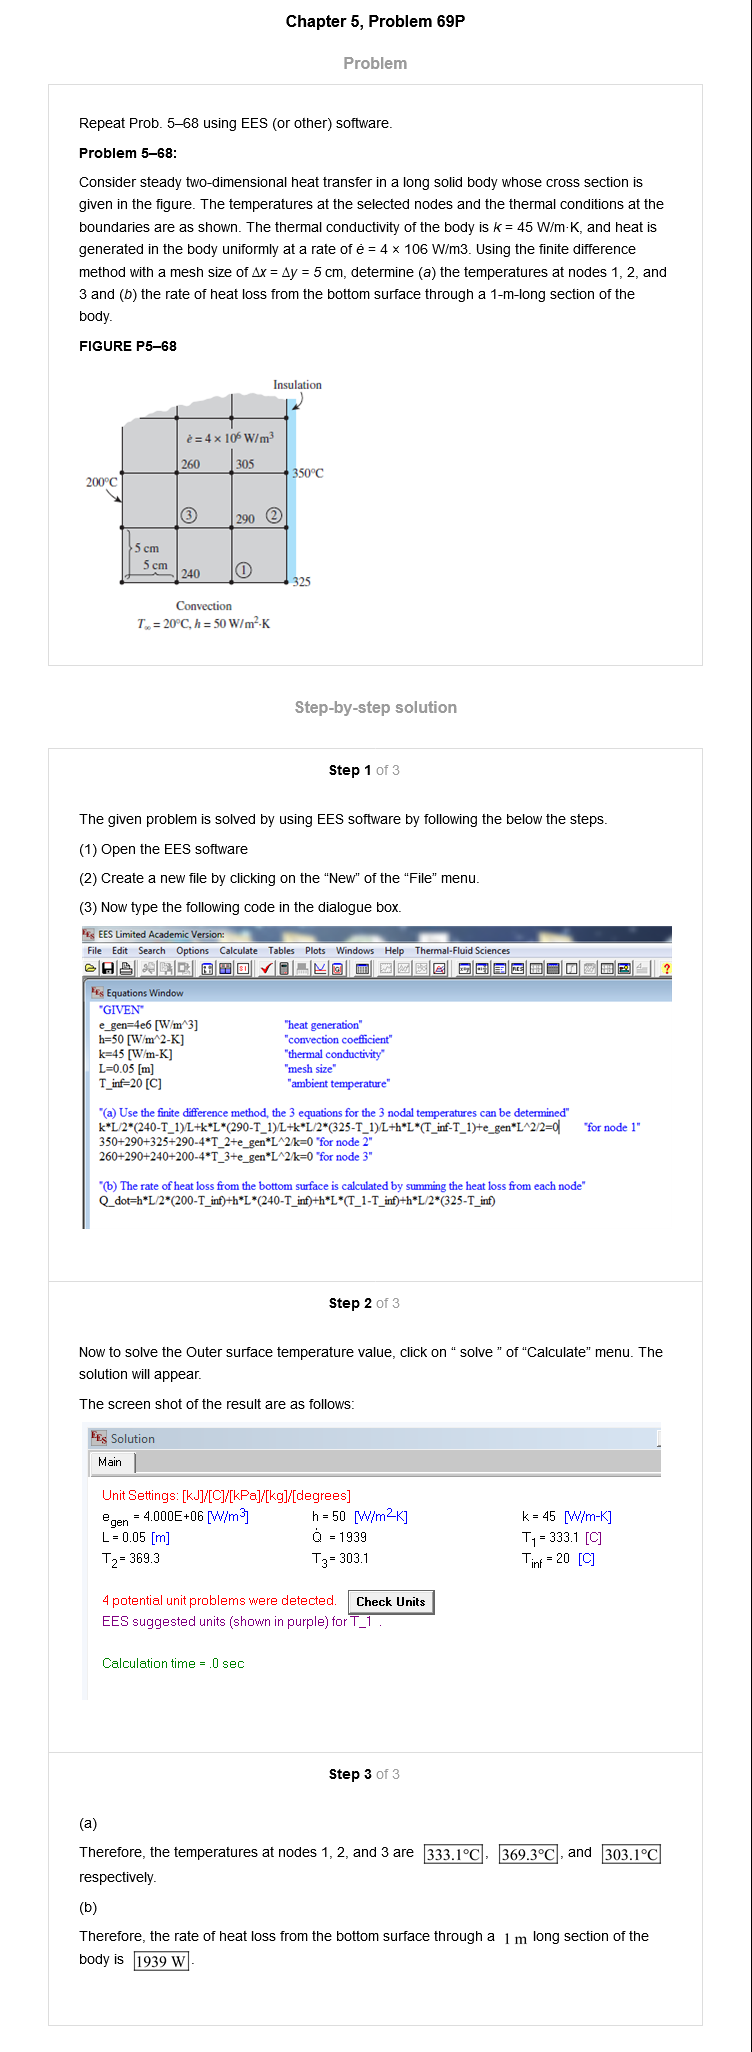 Chapter 5, Problem 69P
Problem
Repeat Prob. 5–68 using EES (or other) software.
Problem 5–68:
Consider steady two-dimensional heat transfer in a long solid body whose cross section is
given in the figure. The temperatures at the selected nodes and the thermal conditions at the
boundaries are as shown. The thermal conductivity of the body is k = 45 W/m·K, and heat is
generated in the body uniformly at a rate of ė = 4 × 106 W/m3. Using the finite difference
method with a mesh size of Δx = Δy = 5 cm, determine (a) the temperatures at nodes 1, 2, and
3 and (b) the rate of heat loss from the bottom surface through a 1-m-long section of the
body.
FIGURE P5–68
Insulation
ė = 4 × 10⁶ W/m³
260
305
350°C
200°C
3
290
2
5 cm
5 cm
240
1
325
Convection
T∞ = 20°C, h = 50 W/m²·K
Step-by-step solution
Step 1 of 3
The given problem is solved by using EES software by following the below the steps.
(1) Open the EES software
(2) Create a new file by clicking on the “New” of the “File” menu.
(3) Now type the following code in the dialogue box.
EES EES Limited Academic Version:
File Edit Search Options Calculate Tables Plots Windows Help Thermal-Fluid Sciences
EES Equations Window
"GIVEN"
e_gen=4e6 [W/m^3] "heat generation"
h=50 [W/m^2-K] "convection coefficient"
k=45 [W/m-K] "thermal conductivity"
L=0.05 [m] "mesh size"
T_inf=20 [C] "ambient temperature"
"(a) Use the finite difference method, the 3 equations for the 3 nodal temperatures can be determined"
k*L/2*(240-T_1)/L+k*L*(290-T_1)/L+k*L/2*(325-T_1)/L+h*L*(T_inf-T_1)+e_gen*L^2/2=0 "for node 1"
350+290+325+290-4*T_2+e_gen*L^2/k=0 "for node 2"
260+290+240+200-4*T_3+e_gen*L^2/k=0 "for node 3"
"(b) The rate of heat loss from the bottom surface is calculated by summing the heat loss from each node"
Q_dot=h*L/2*(200-T_inf)+h*L*(240-T_inf)+h*L*(T_1-T_inf)+h*L/2*(325-T_inf)
Step 2 of 3
Now to solve the Outer surface temperature value, click on “ solve ” of “Calculate” menu. The
solution will appear.
The screen shot of the result are as follows:
EES Solution
Main
Unit Settings: [kJ]/[C]/[kPa]/[kg]/[degrees]
egen = 4.000E+06 [W/m³] h = 50 [W/m²-K] k = 45 [W/m-K]
L = 0.05 [m] Q̇ = 1939 T1 = 333.1 [C]
T2 = 369.3 T3 = 303.1 Tinf = 20 [C]
4 potential unit problems were detected. Check Units
EES suggested units (shown in purple) for T_1 .
Calculation time = .0 sec
Step 3 of 3
(a)
Therefore, the temperatures at nodes 1, 2, and 3 are 333.1°C, 369.3°C, and 303.1°C
respectively.
(b)
Therefore, the rate of heat loss from the bottom surface through a 1 m long section of the
body is 1939 W.